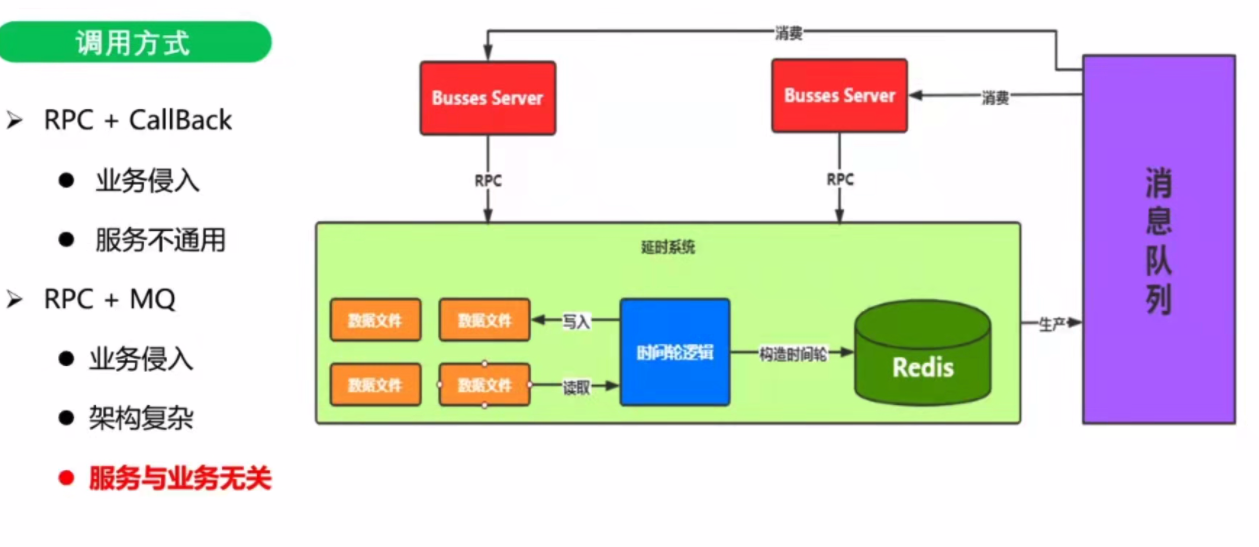 调用方式
RPC + CallBack
业务侵入
服务不通用
RPC + MQ
业务侵入
架构复杂
服务与业务无关
消费
Busses Server
Busses Server
消费
RPC
RPC
延时系统
数据文件
数据文件
写入
数据文件
数据文件
读取
时间轮逻辑
构造时间轮
Redis
生产
消息队列